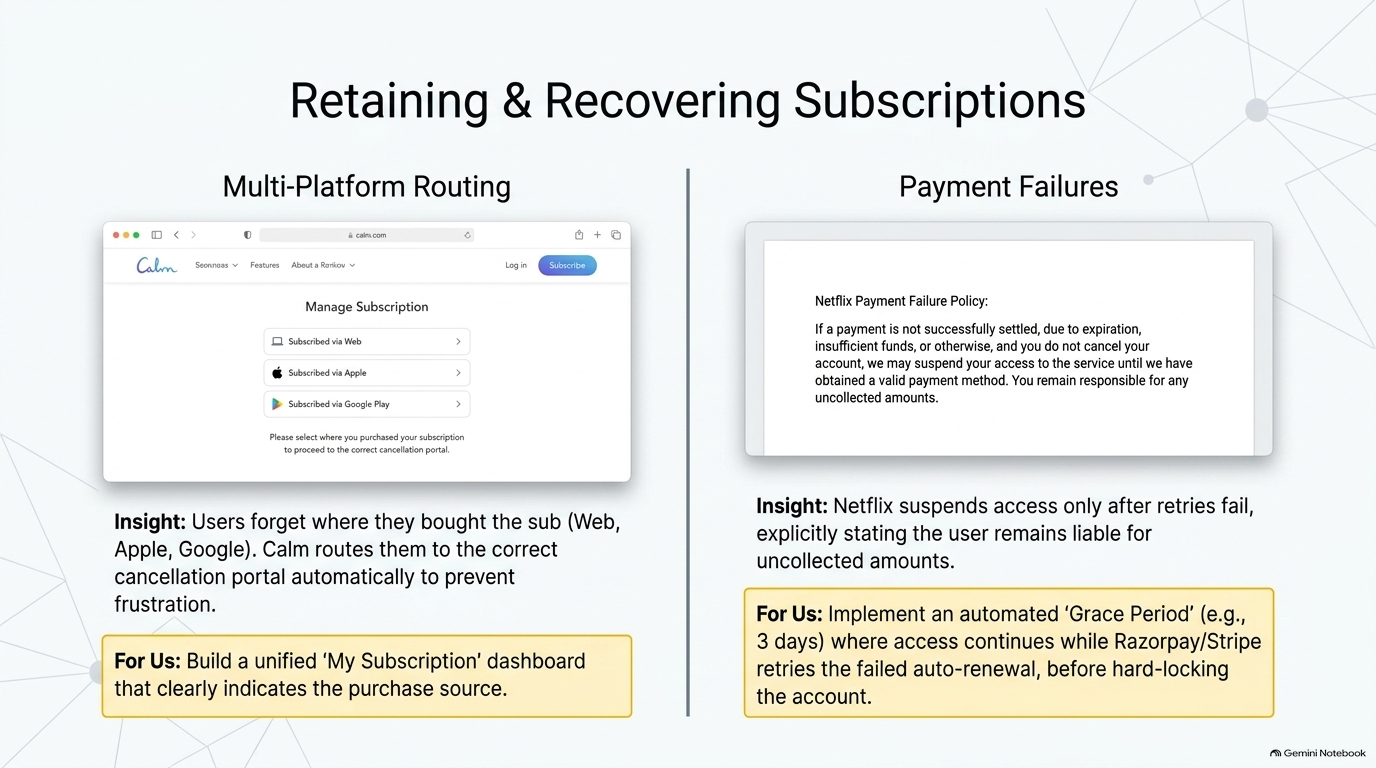 Retaining & Recovering Subscriptions
Multi-Platform Routing
calm.com
Calm
Features
Log in
Subscribe
Manage Subscription
Subscribed via Web
Subscribed via Apple
Subscribed via Google Play
Please select where you purchased your subscription
to proceed to the correct cancellation portal.
Insight: Users forget where they bought the sub (Web,
Apple, Google). Calm routes them to the correct
cancellation portal automatically to prevent
frustration.
For Us: Build a unified ‘My Subscription’ dashboard
that clearly indicates the purchase source.
Payment Failures
Netflix Payment Failure Policy:
If a payment is not successfully settled, due to expiration,
insufficient funds, or otherwise, and you do not cancel your
account, we may suspend your access to the service until we have
obtained a valid payment method. You remain responsible for any
uncollected amounts.
Insight: Netflix suspends access only after retries fail,
explicitly stating the user remains liable for
uncollected amounts.
For Us: Implement an automated ‘Grace Period’ (e.g.,
3 days) where access continues while Razorpay/Stripe
retries the failed auto-renewal, before hard-locking
the account.
Gemini Notebook